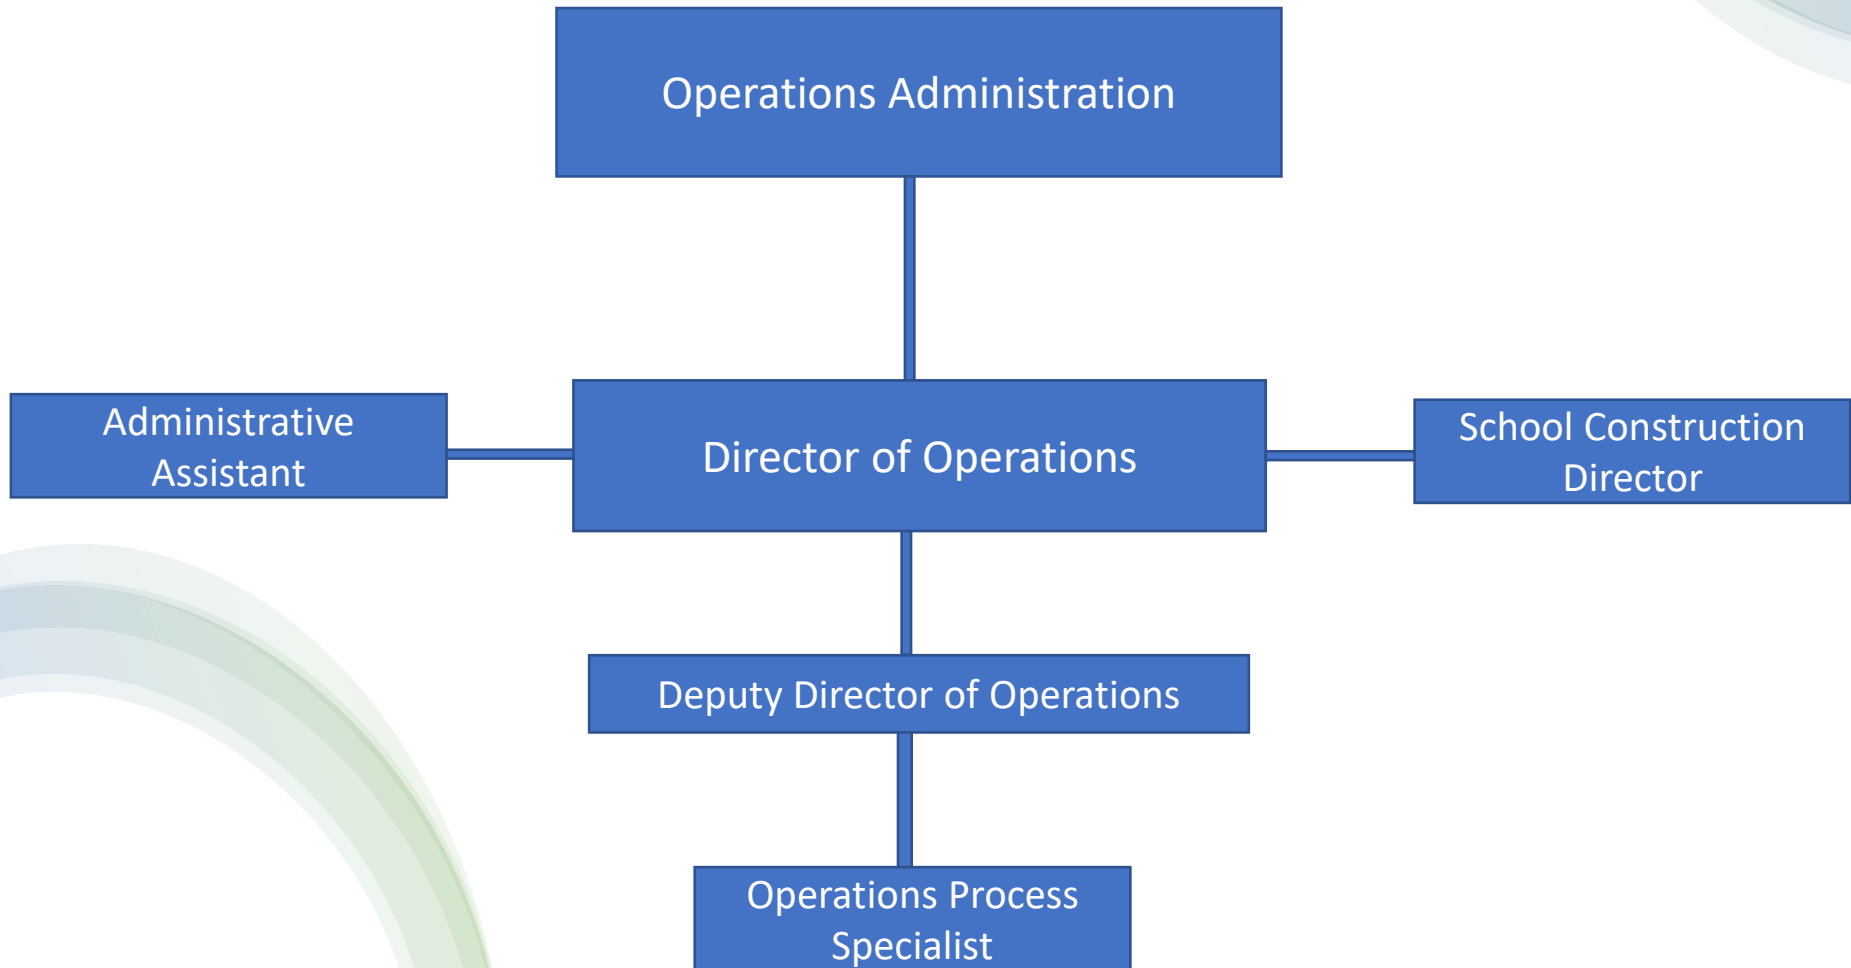 Operations Administration
Administrative
Assistant
Director of Operations
School Construction
Director
Deputy Director of Operations
Operations Process
Specialist